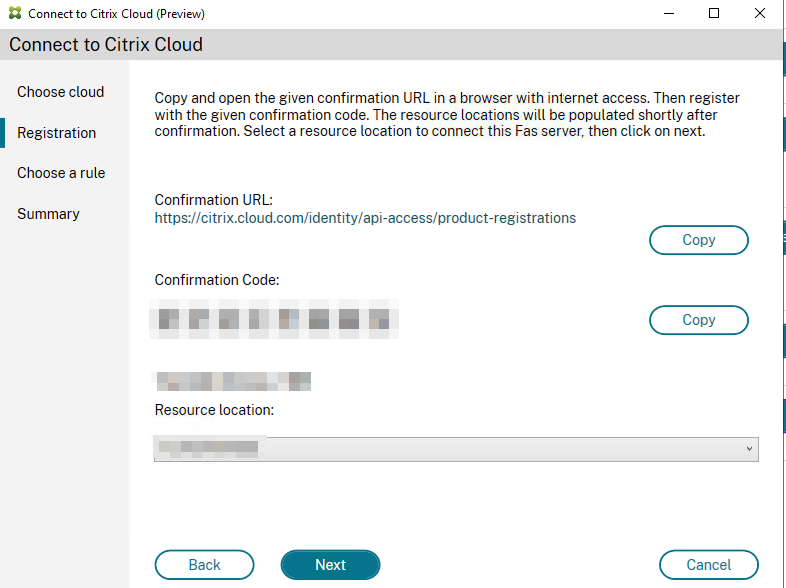 Connect to Citrix Cloud (Preview)
Connect to Citrix Cloud
Choose cloud
Registration
Choose a rule
Summary
Copy and open the given confirmation URL in a browser with internet access. Then register
with the given confirmation code. The resource locations will be populated shortly after
confirmation. Select a resource location to connect this Fas server, then click on next.
Confirmation URL:
https://citrix.cloud.com/identity/api-access/product-registrations
Copy
Confirmation Code:
Copy
Resource location:
Back
Next
Cancel